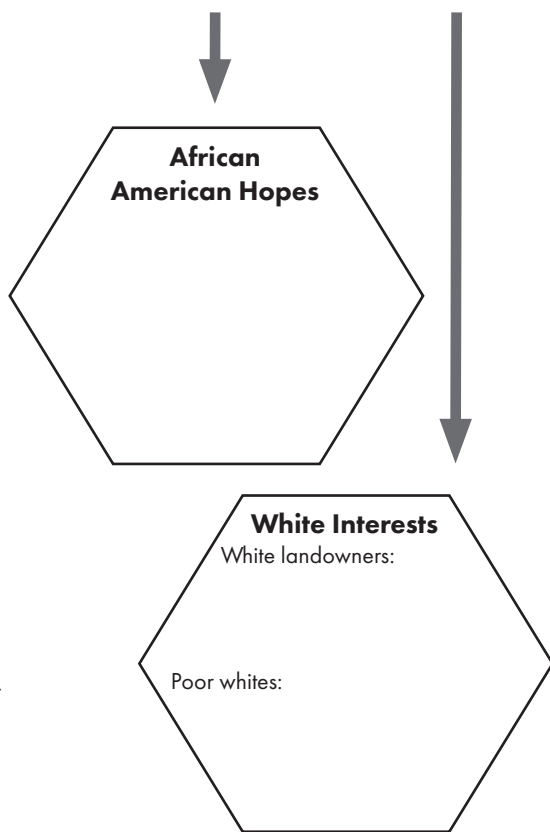 African
American Hopes
White Interests
White landowners:
Poor whites: